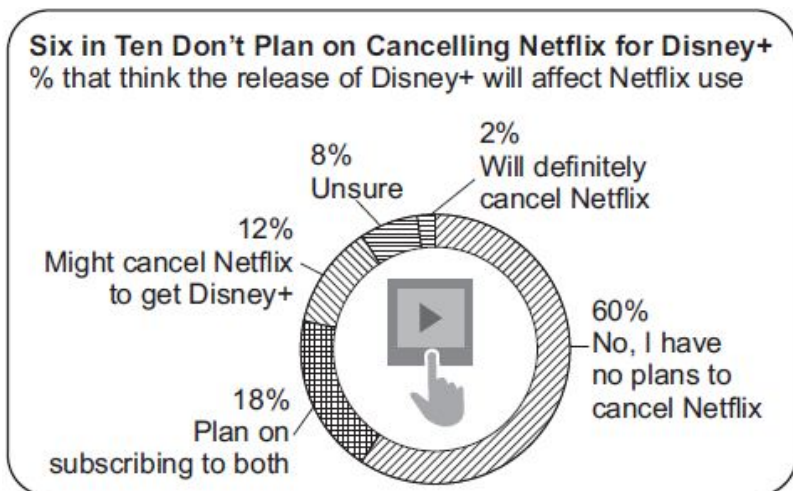 Six in Ten Don't Plan on Cancelling Netflix for Disney+
% that think the release of Disney+ will affect Netflix use
2%
Will definitely
cancel Netflix
8%
Unsure
12%
Might cancel Netflix
to get Disney+
60%
No, I have
no plans to
cancel Netflix
18%
Plan on
subscribing to both